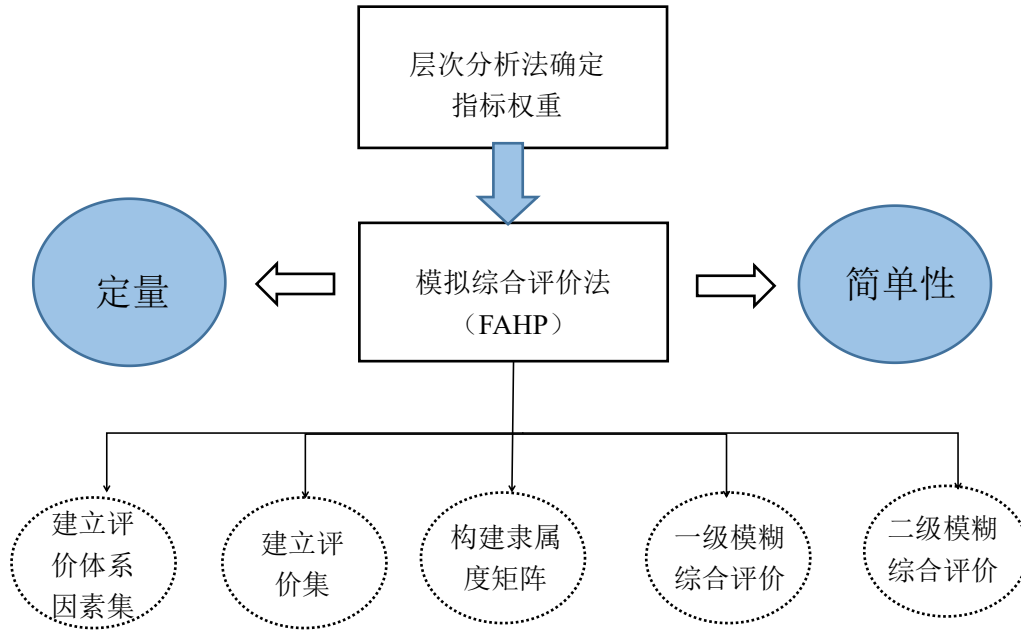 层次分析法确定
指标权重
定量
模拟综合评价法
（FAHP）
简单性
建立评
价体系
因素集
建立评
价集
构建隶属
度矩阵
一级模糊
综合评价
二级模糊
综合评价